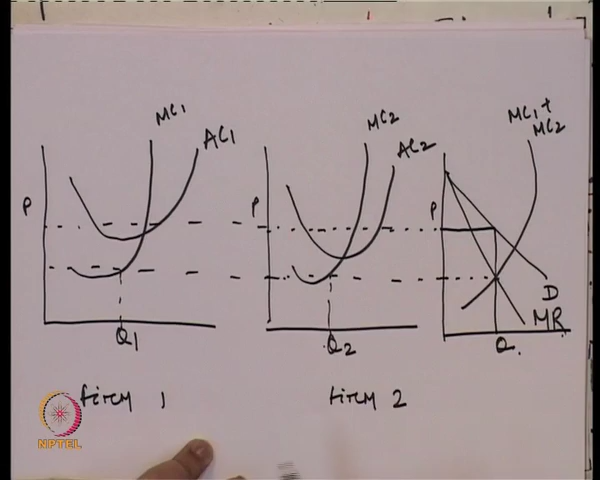 MC1
AC1
P
Q1
Firm 1
MC2
AC2
P
Q2
Firm 2
MC1 +
MC2
P
D
MR
Q
NPTEL